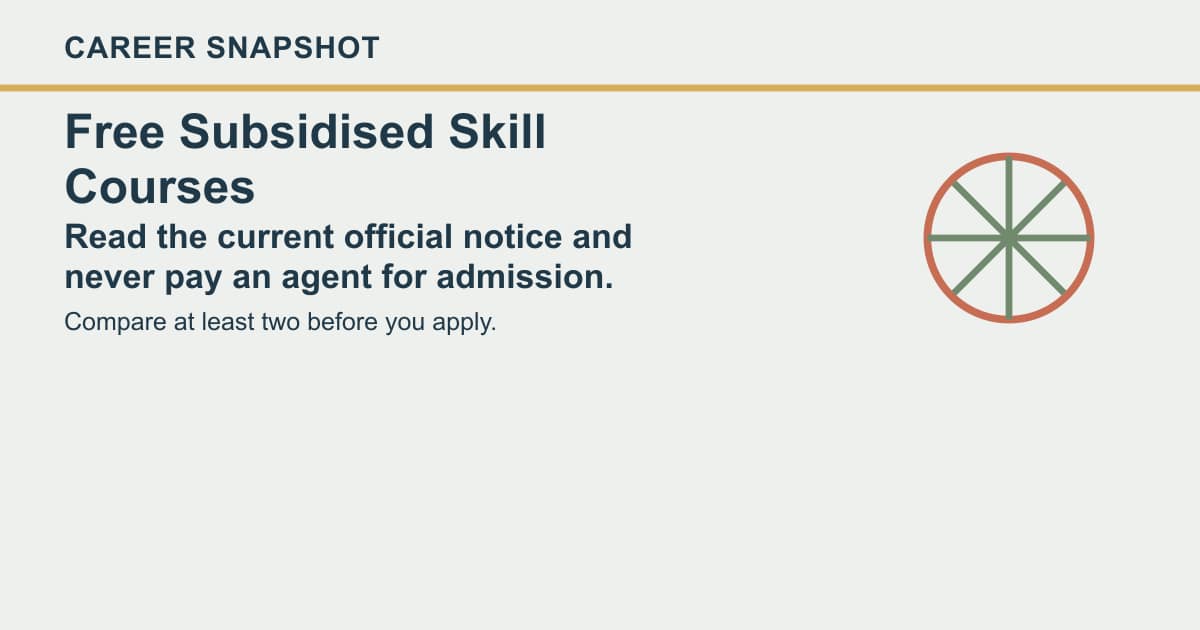 CAREER SNAPSHOT
Free Subsidised Skill
Courses
Read the current official notice and
never pay an agent for admission.
Compare at least two before you apply.